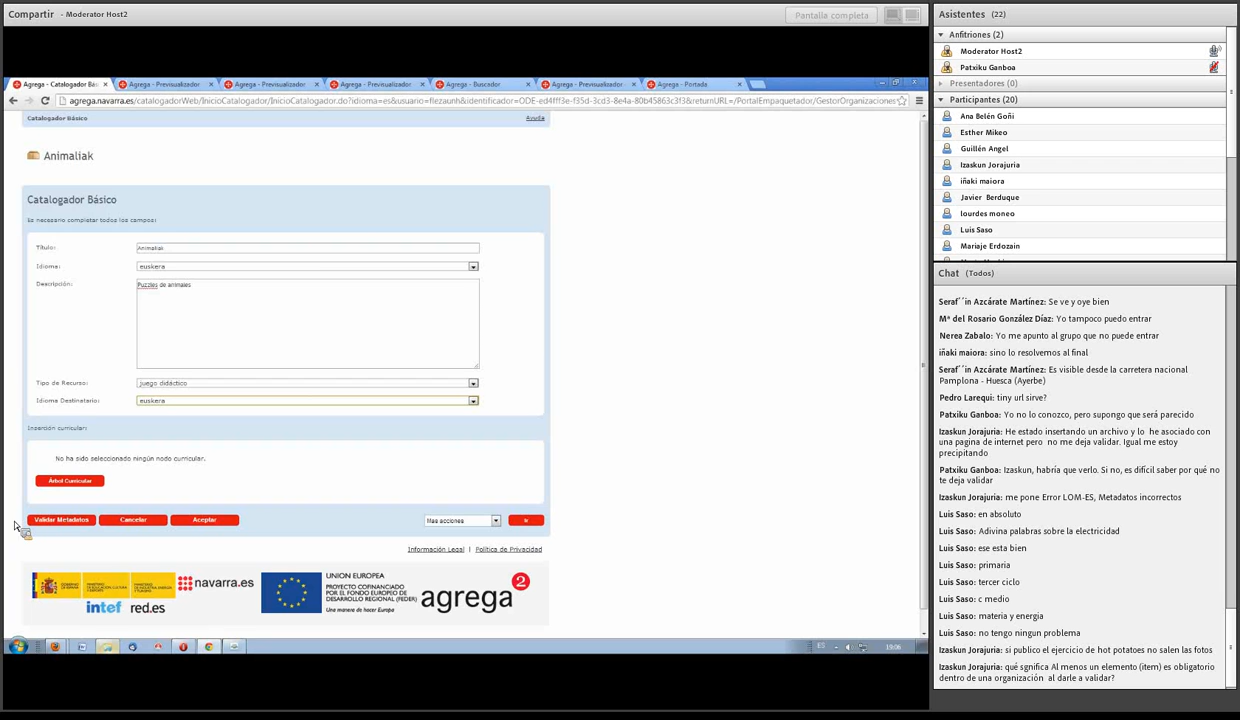 Compartir - Moderator Host2
Pantalla completa
Agrega - Catalogador Bás
Agrega - Previsualizador
Agrega - Previsualizador
Agrega - Previsualizador
Agrega - Buscador
Agrega - Previsualizador
Agrega - Portada
Catalogador Básico
Ayuda
Animaliak
Catalogador Básico
Es necesario completar todos los campos:
Título:
Animaliak
Idioma:
euskera
Descripción:
Puzzles de animales
Tipo de Recurso:
juego didáctico
Idioma Destinatario:
euskera
Inserción curricular:
No ha sido seleccionado ningún nodo curricular.
Árbol Curricular
Validar Metadatos
Cancelar
Aceptar
Mas acciones
Información Legal | Política de Privacidad
navarra.es
intef
red.es
UNION EUROPEA
PROYECTO COFINANCIADO
POR EL FONDO EUROPEO DE
DESARROLLO REGIONAL (FEDER)
Una manera de hacer Europa
agrega 2
ES
19:06
Asistentes (22)
Anfitriones (2)
Moderator Host2
Patxiku Ganboa
Presentadores (0)
Participantes (20)
Ana Belén Goñi
Esther Mikeo
Guillén Angel
Izaskun Jorajuria
iñaki maiora
Javier Berduque
lourdes moneo
Luis Saso
Mariaje Erdozain
Chat (Todos)
Seraf´´in Azcárate Martínez: Se ve y oye bien
Mª del Rosario González Díaz: Yo tampoco puedo entrar
Nerea Zabalo: Yo me apunto al grupo que no puede entrar
iñaki maiora: sino lo resolvemos al final
Seraf´´in Azcárate Martínez: Es visible desde la carretera nacional
Pamplona - Huesca (Ayerbe)
Pedro Larequi: tiny url sirve?
Patxiku Ganboa: Yo no lo conozco, pero supongo que será parecido
Izaskun Jorajuria: He estado insertando un archivo y lo he asociado con
una pagina de internet pero no me deja validar. Igual me estoy
precipitando
Patxiku Ganboa: Izaskun, habría que verlo. Si no, es difícil saber por qué no
te deja validar
Izaskun Jorajuria: me pone Error LOM-ES, Metadatos incorrectos
Luis Saso: en absoluto
Luis Saso: Adivina palabras sobre la electricidad
Luis Saso: ese esta bien
Luis Saso: primaria
Luis Saso: tercer ciclo
Luis Saso: c medio
Luis Saso: materia y energia
Luis Saso: no tengo ningun problema
Izaskun Jorajuria: si publico el ejercicio de hot potatoes no salen las fotos
Izaskun Jorajuria: qué sgnifica Al menos un elemento (item) es obligatorio
dentro de una organización al darle a validar?